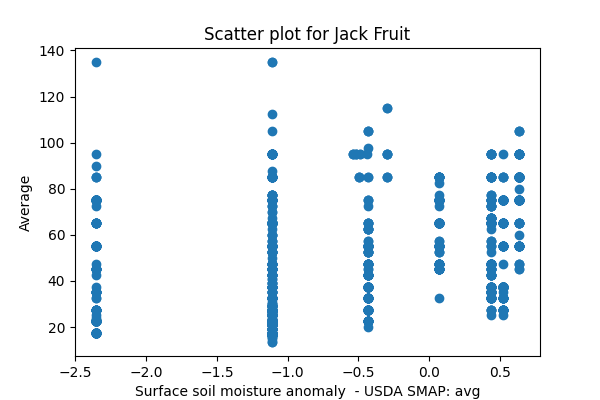 Scatter plot for Jack Fruit
140
120
100
80
60
40
20
Average
−2.5 −2.0 −1.5 −1.0 −0.5 0.0 0.5
Surface soil moisture anomaly  - USDA SMAP: avg